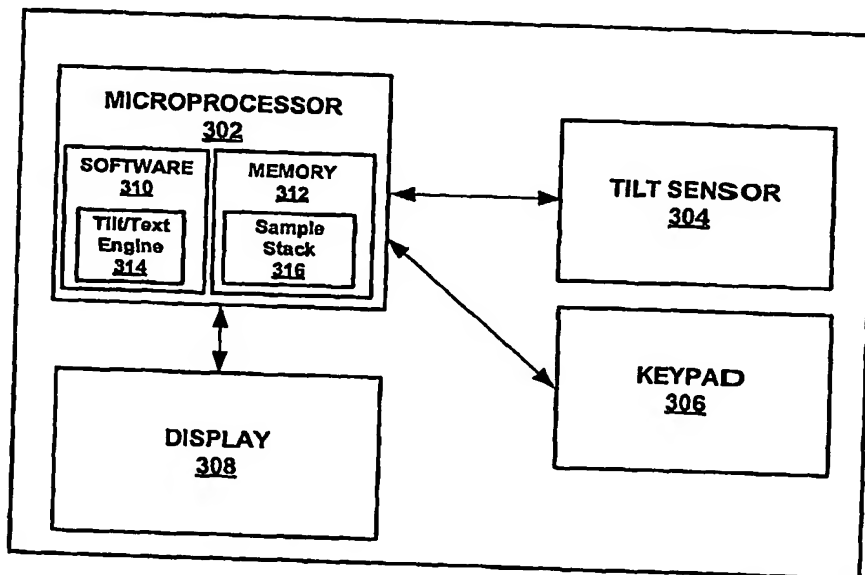 MICROPROCESSOR
302
SOFTWARE
310
Tilt/Text
Engine
314
MEMORY
312
Sample
Stack
316
TILT SENSOR
304
KEYPAD
306
DISPLAY
308